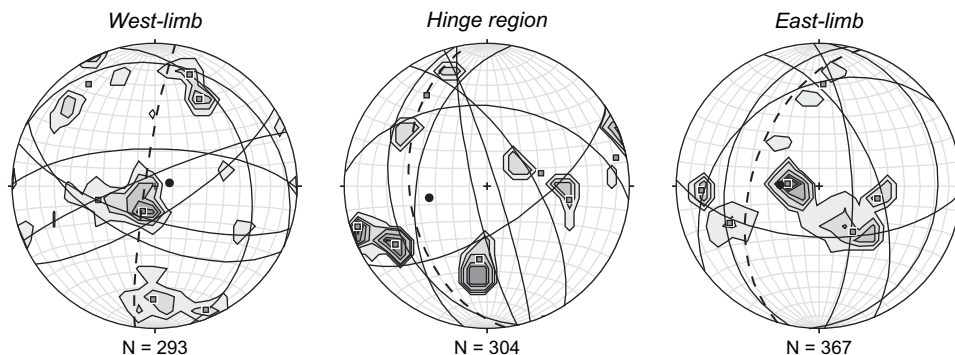 West-limb
Hinge region
East-limb
N = 293
N = 304
N = 367